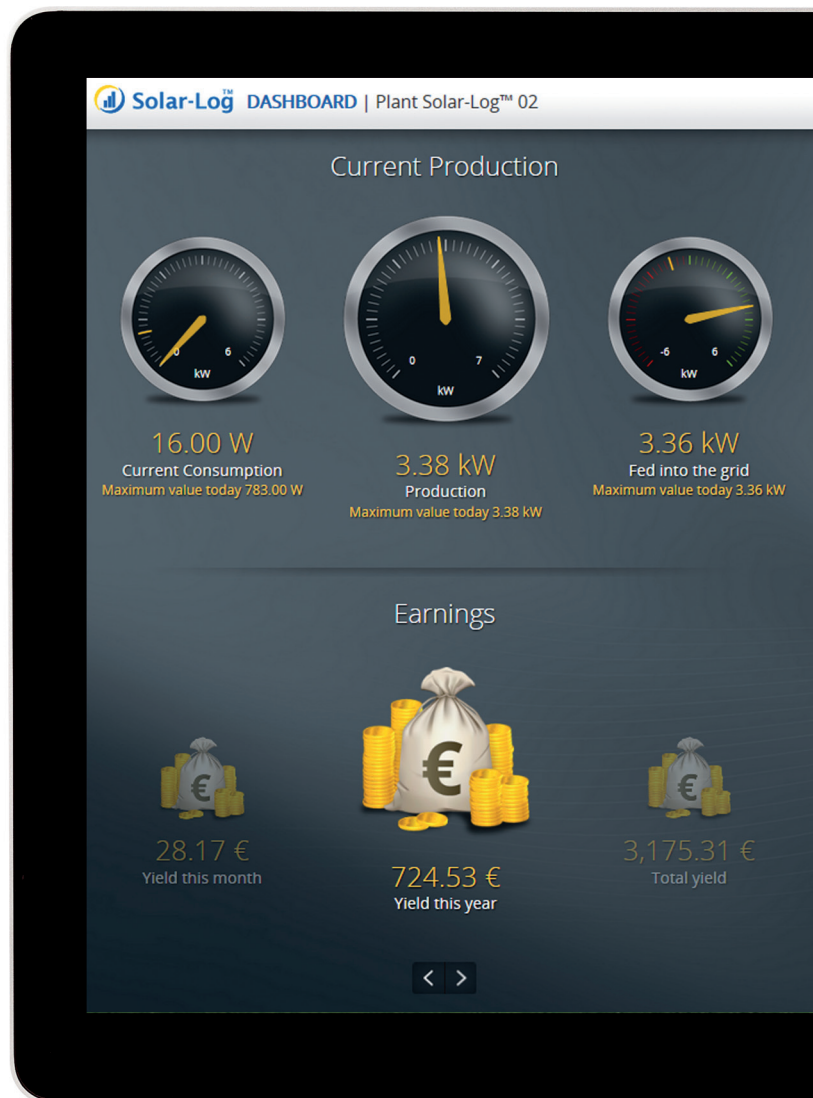 Solar-Log™ DASHBOARD | Plant Solar-Log™ 02
Current Production
0 6
kW
0 7
kW
-6 6
kW
16.00 W
Current Consumption
Maximum value today 783.00 W
3.38 kW
Production
Maximum value today 3.38 kW
3.36 kW
Fed into the grid
Maximum value today 3.36 kW
Earnings
€
€
€
28.17 €
Yield this month
724.53 €
Yield this year
3,175.31 €
Total yield